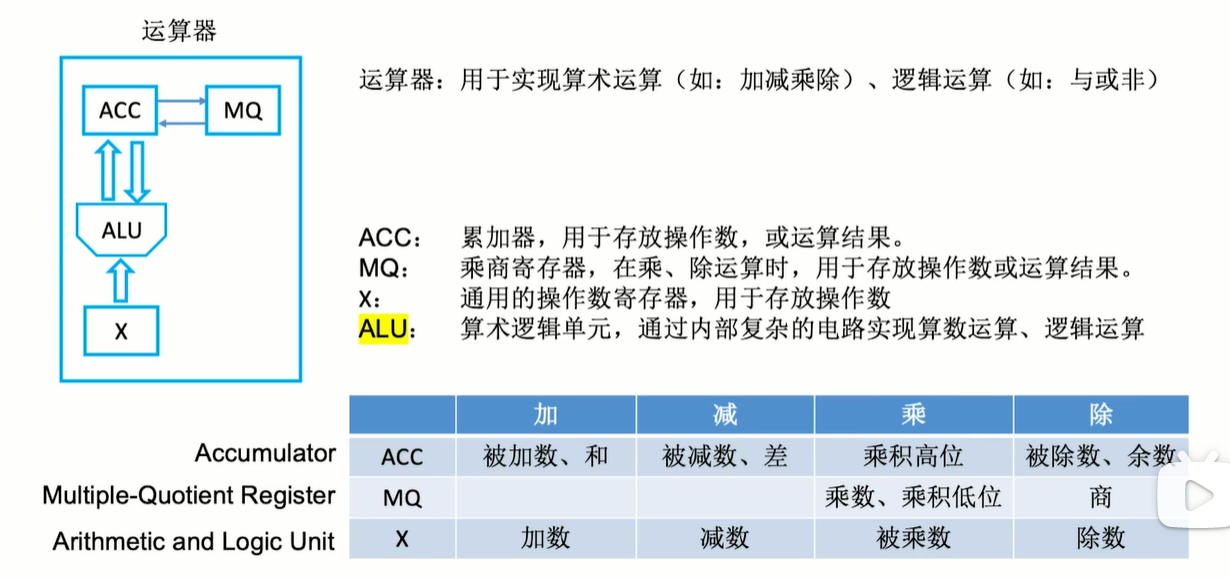 运算器
运算器：用于实现算术运算（如：加减乘除）、逻辑运算（如：与或非）
ACC
MQ
ALU
X
ACC： 累加器，用于存放操作数，或运算结果。
MQ： 乘商寄存器，在乘、除运算时，用于存放操作数或运算结果。
X： 通用的操作数寄存器，用于存放操作数
ALU： 算术逻辑单元，通过内部复杂的电路实现算数运算、逻辑运算
加 减 乘 除
Accumulator ACC 被加数、和 被减数、差 乘积高位 被除数、余数
Multiple-Quotient Register MQ 乘数、乘积低位 商
Arithmetic and Logic Unit X 加数 减数 被乘数 除数